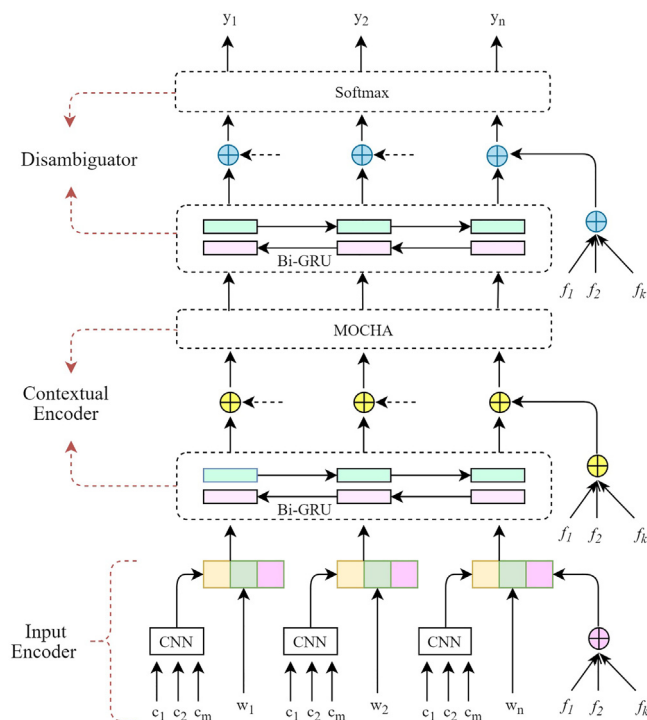 y1 y2 yn
Softmax
Disambiguator
Bi-GRU
f1 f2 fk
MOCHA
Contextual
Encoder
Bi-GRU
f1 f2 fk
Input
Encoder
CNN CNN CNN
c1 c2 cm w1 c1 c2 cm w2 c1 c2 cm wn f1 f2 fk